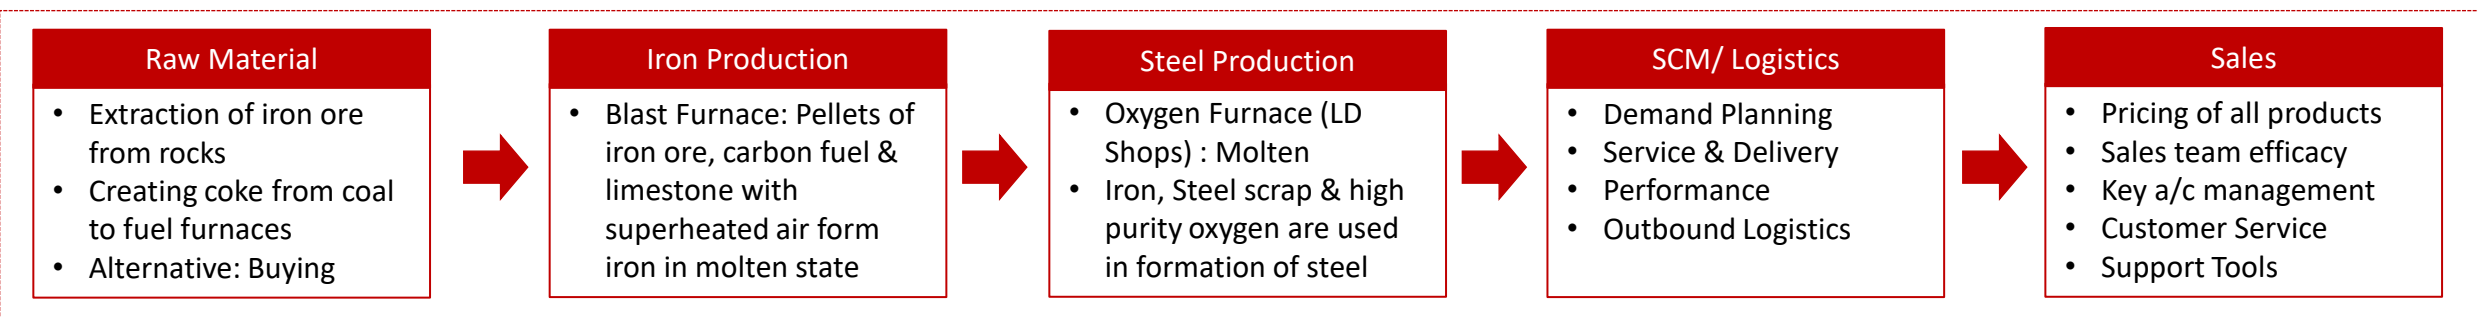 Raw Material
• Extraction of iron ore
from rocks
• Creating coke from coal
to fuel furnaces
• Alternative: Buying
Iron Production
• Blast Furnace: Pellets of
iron ore, carbon fuel &
limestone with
superheated air form
iron in molten state
Steel Production
• Oxygen Furnace (LD
Shops) : Molten
• Iron, Steel scrap & high
purity oxygen are used
in formation of steel
SCM/ Logistics
• Demand Planning
• Service & Delivery
• Performance
• Outbound Logistics
Sales
• Pricing of all products
• Sales team efficacy
• Key a/c management
• Customer Service
• Support Tools